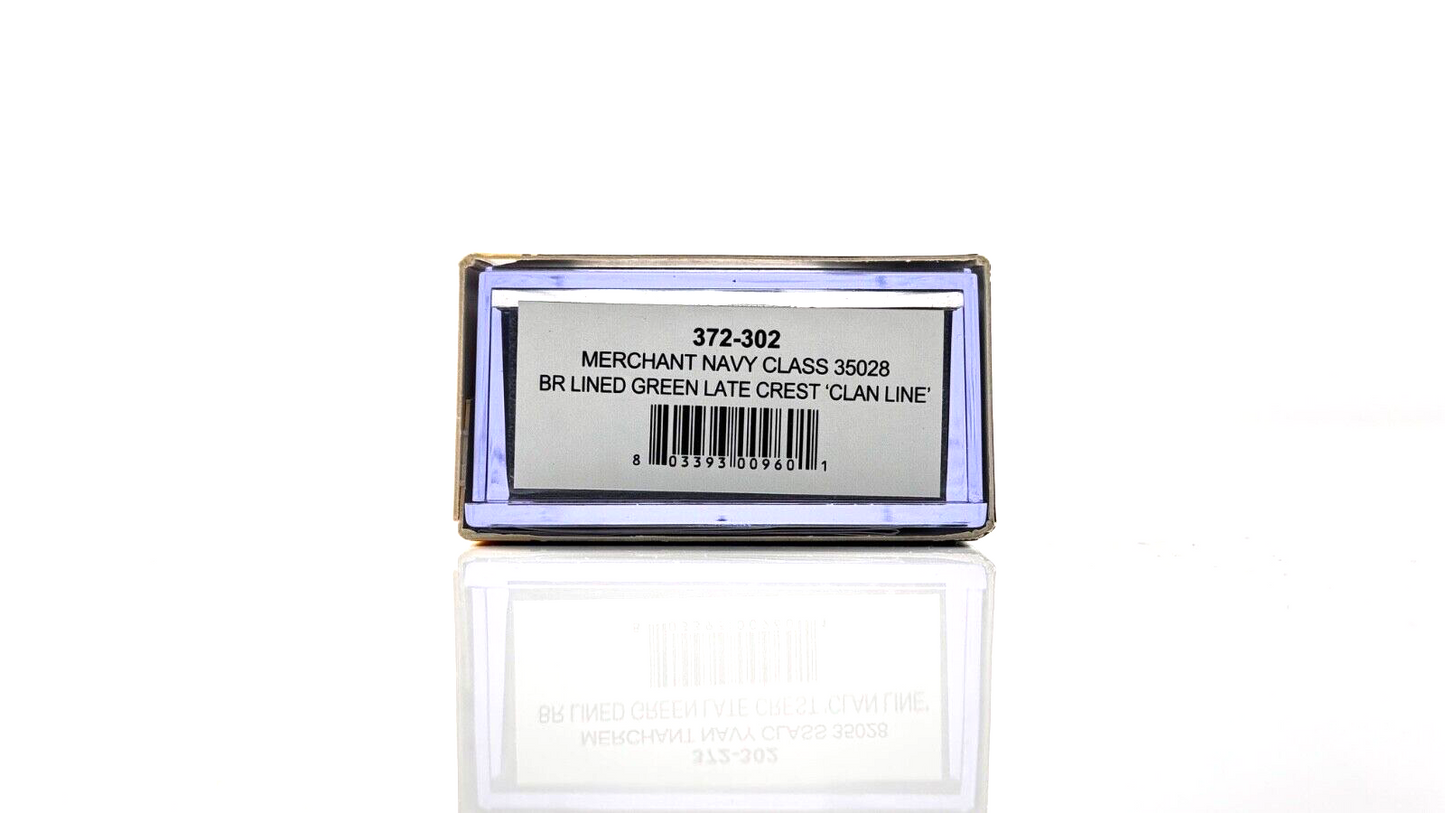 372-302
MERCHANT NAVY CLASS 35028
BR LINED GREEN LATE CREST ‘CLAN LINE’
8 03393 00960 1